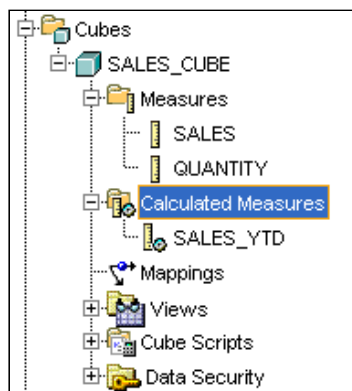 Cubes
SALES_CUBE
Measures
SALES
QUANTITY
Calculated Measures
SALES_YTD
Mappings
Views
Cube Scripts
Data Security